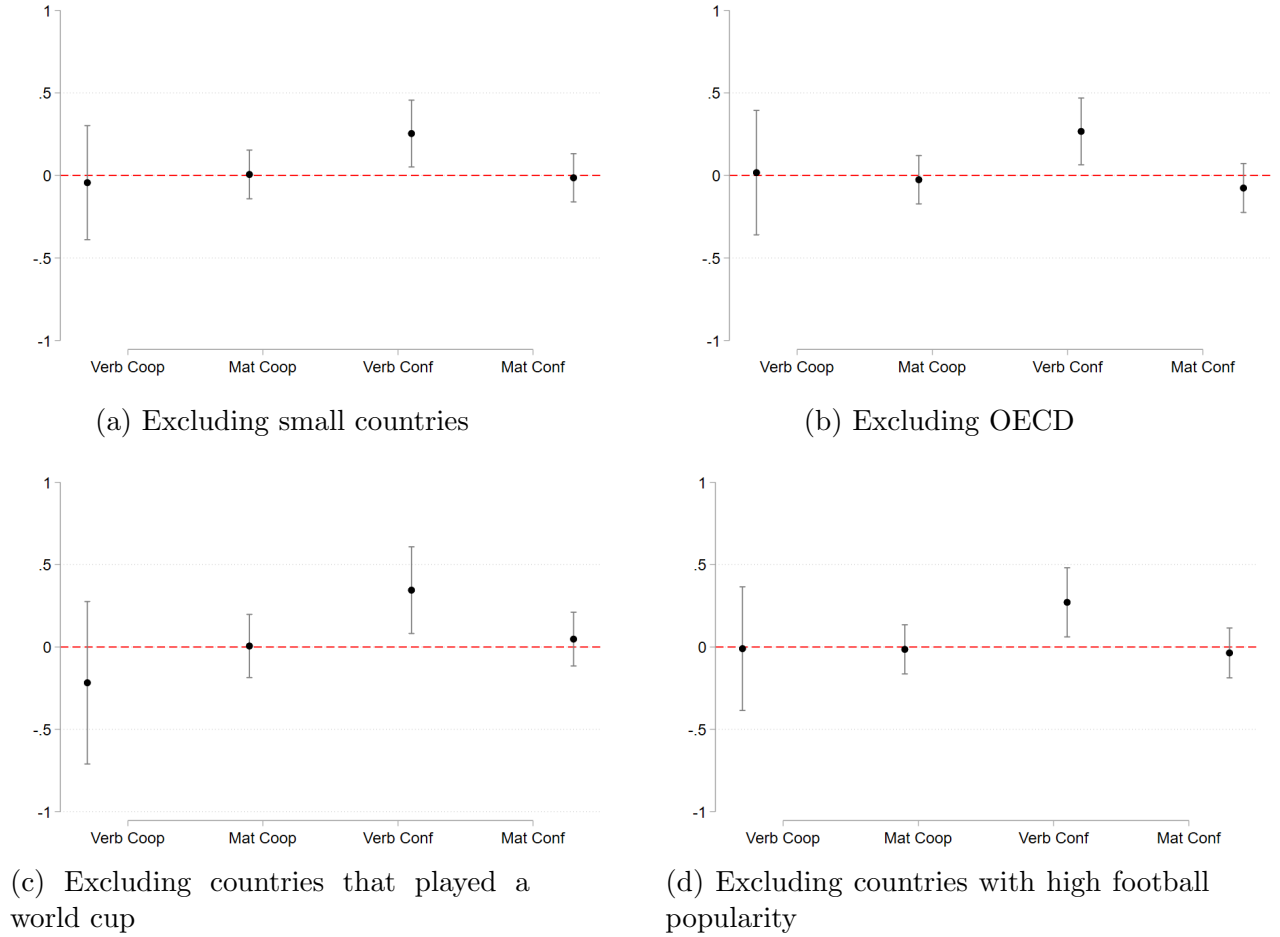 1
.5
0
-.5
-1
Verb Coop Mat Coop Verb Conf Mat Conf
(a) Excluding small countries
1
.5
0
-.5
-1
Verb Coop Mat Coop Verb Conf Mat Conf
(b) Excluding OECD
1
.5
0
-.5
-1
Verb Coop Mat Coop Verb Conf Mat Conf
(c) Excluding countries that played a
world cup
1
.5
0
-.5
-1
Verb Coop Mat Coop Verb Conf Mat Conf
(d) Excluding countries with high football
popularity